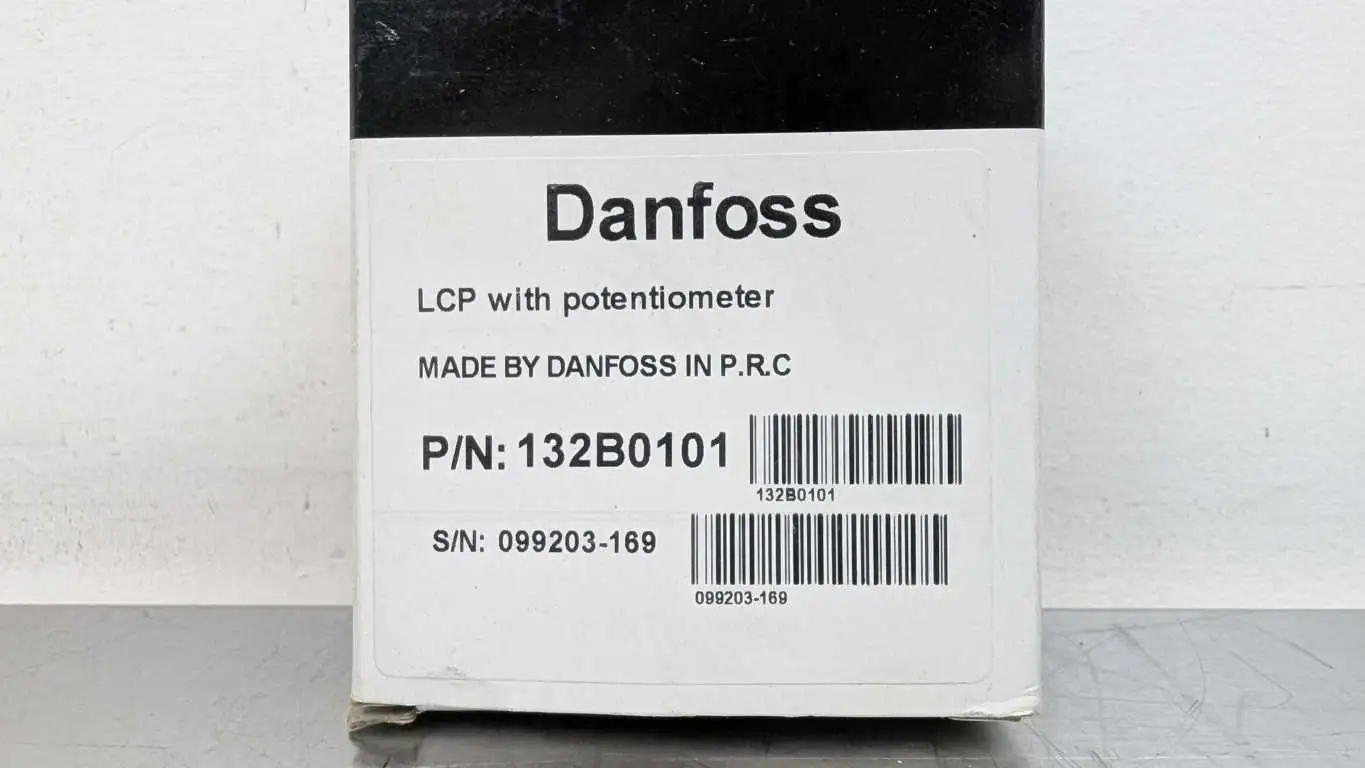 Danfoss
LCP with potentiometer
MADE BY DANFOSS IN P.R.C
P/N: 132B0101
132B0101
S/N: 099203-169
099203-169